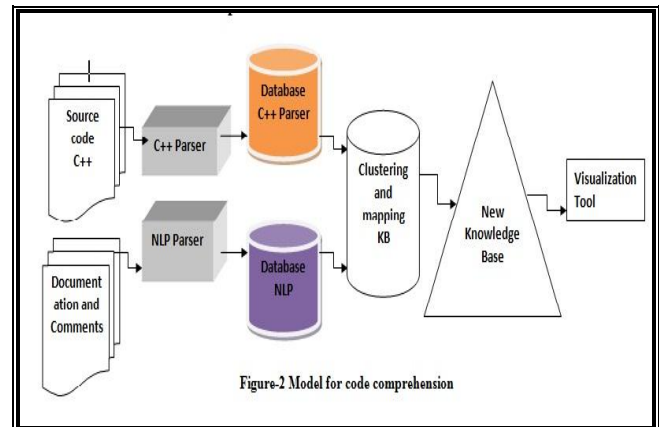 Source
code
C++
C++ Parser
Database
C++ Parser
Document
ation and
Comments
NLP Parser
Database
NLP
Clustering
and
mapping
KB
New
Knowledge
Base
Visualization
Tool
Figure-2 Model for code comprehension